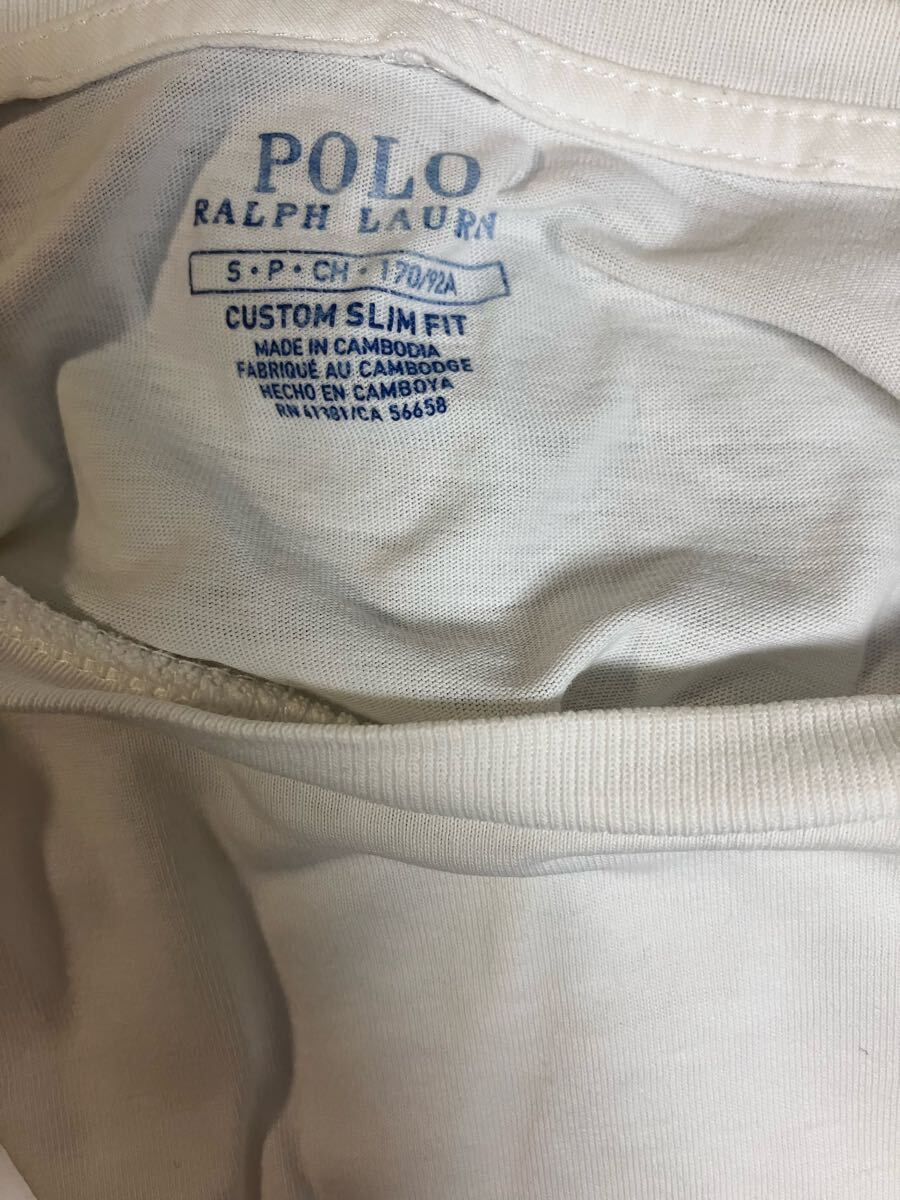 POLO
RALPH LAURN
S • P • CH • 170/92A
CUSTOM SLIM FIT
MADE IN CAMBODIA
FABRIQUÉ AU CAMBODGE
HECHO EN CAMBOYA
RN 41381/CA 56658